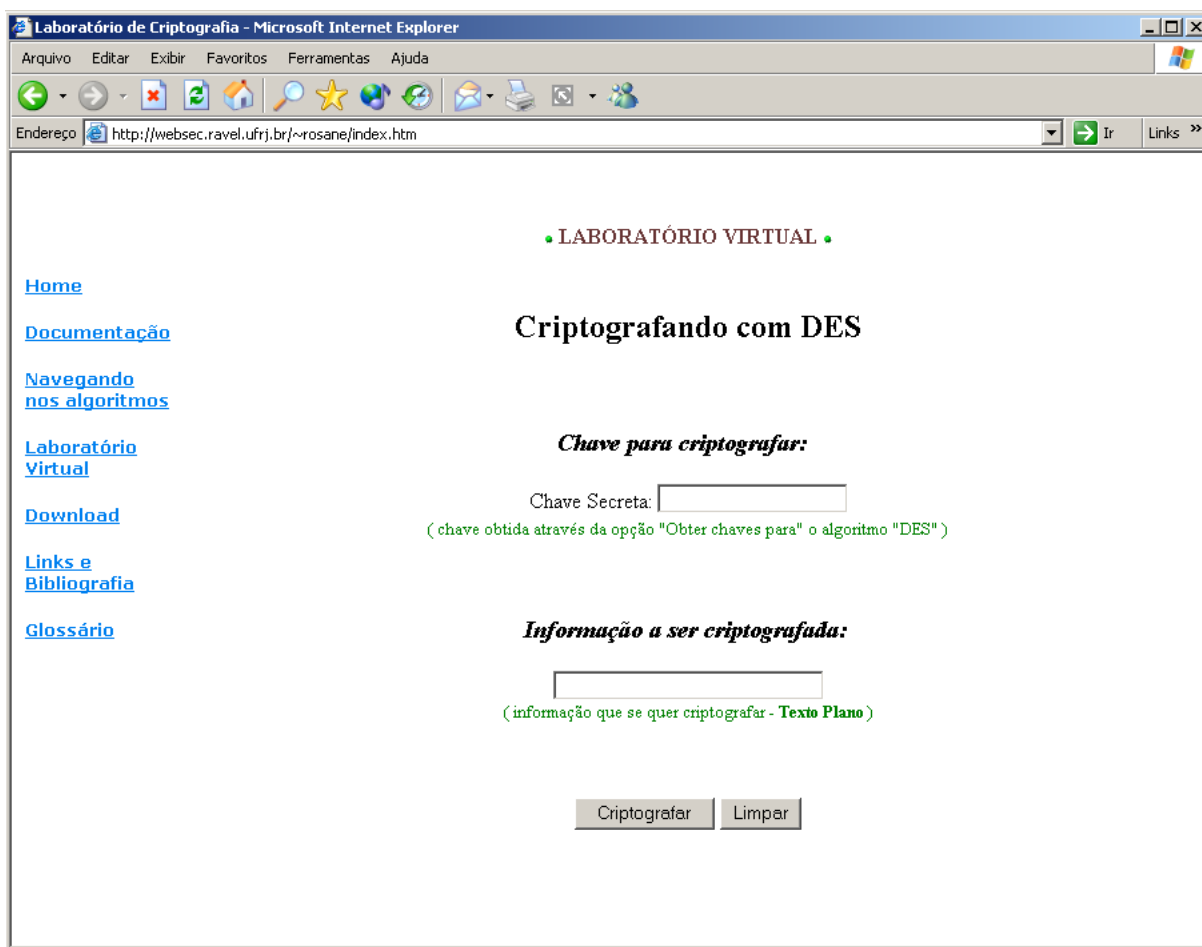 Laboratório de Criptografia - Microsoft Internet Explorer
Arquivo Editar Exibir Favoritos Ferramentas Ajuda
Endereço http://websec.ravel.ufrj.br/~rosane/index.htm Ir Links »
• LABORATÓRIO VIRTUAL •
Home
Documentação
Navegando
nos algoritmos
Laboratório
Virtual
Download
Links e
Bibliografia
Glossário
Criptografando com DES
Chave para criptografar:
Chave Secreta:
( chave obtida através da opção "Obter chaves para" o algoritmo "DES" )
Informação a ser criptografada:
( informação que se quer criptografar - Texto Plano )
Criptografar Limpar